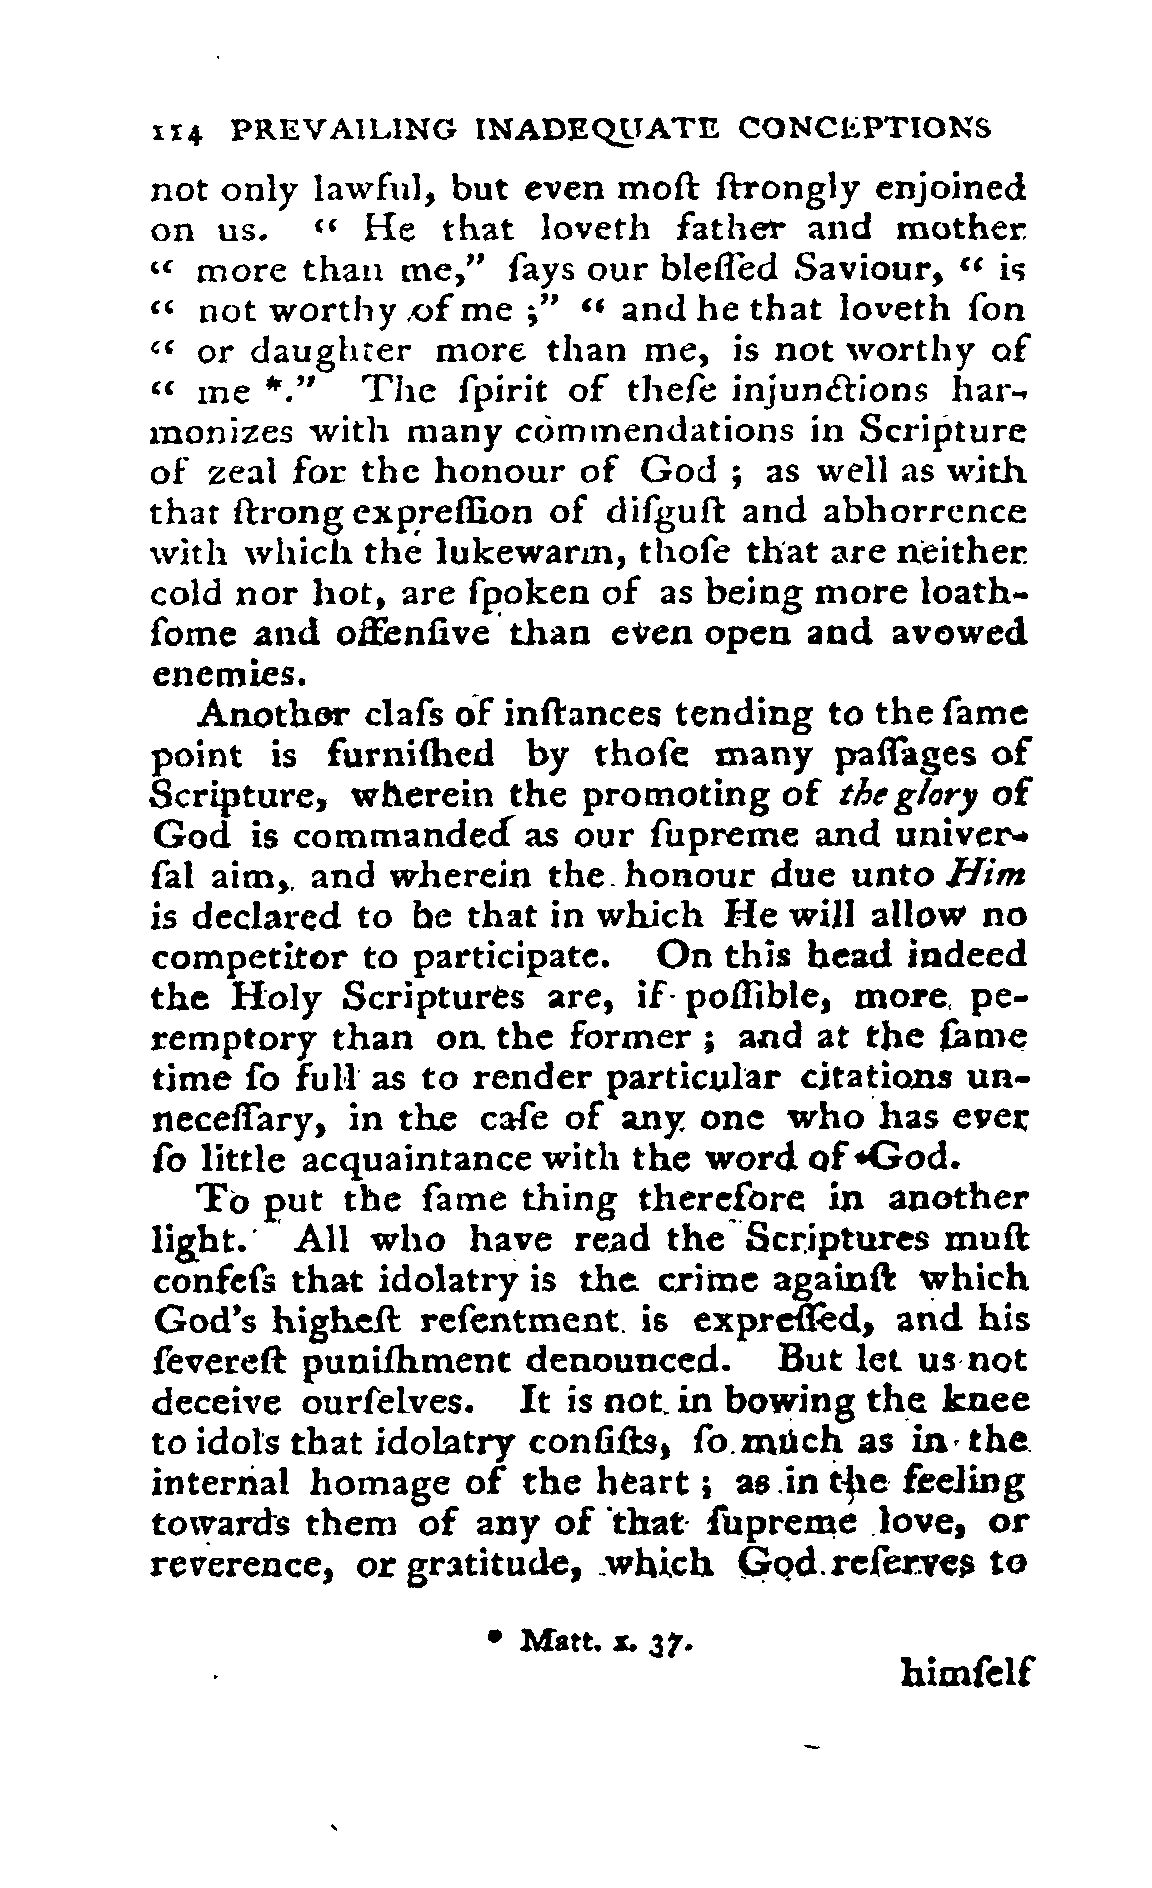 114 PREVAILING INADEQUATE CONCEPTIONS
not only lawful, but even moſt ſtrongly enjoined
on us. “ He that loveth father and mother
“ more than me,” ſays our bleſſed Saviour, “ is
“ not worthy of me ;” “ and he that loveth ſon
“ or daughter more than me, is not worthy of
“ me *.” The ſpirit of theſe injunctions har-
monizes with many commendations in Scripture
of zeal for the honour of God ; as well as with
that ſtrong expreſſion of diſguſt and abhorrence
with which the lukewarm, thoſe that are neither
cold nor hot, are ſpoken of as being more loath-
ſome and offenſive than even open and avowed
enemies.
Another claſs of inſtances tending to the ſame
point is furniſhed by thoſe many paſſages of
Scripture, wherein the promoting of the glory of
God is commanded as our ſupreme and univer-
ſal aim, and wherein the honour due unto Him
is declared to be that in which He will allow no
competitor to participate. On this head indeed
the Holy Scriptures are, if poſſible, more pe-
remptory than on the former ; and at the ſame
time ſo full as to render particular citations un-
neceſſary, in the caſe of any one who has ever
ſo little acquaintance with the word of God.
To put the ſame thing therefore in another
light. All who have read the Scriptures muſt
confeſs that idolatry is the crime againſt which
God's higheſt reſentment is expreſſed, and his
ſevereſt puniſhment denounced. But let us not
deceive ourſelves. It is not in bowing the knee
to idols that idolatry conſiſts, ſo much as in the
internal homage of the heart ; as in the feeling
towards them of any of that ſupreme love, or
reverence, or gratitude, which God reſerves to
* Matt. x. 37.
himſelf